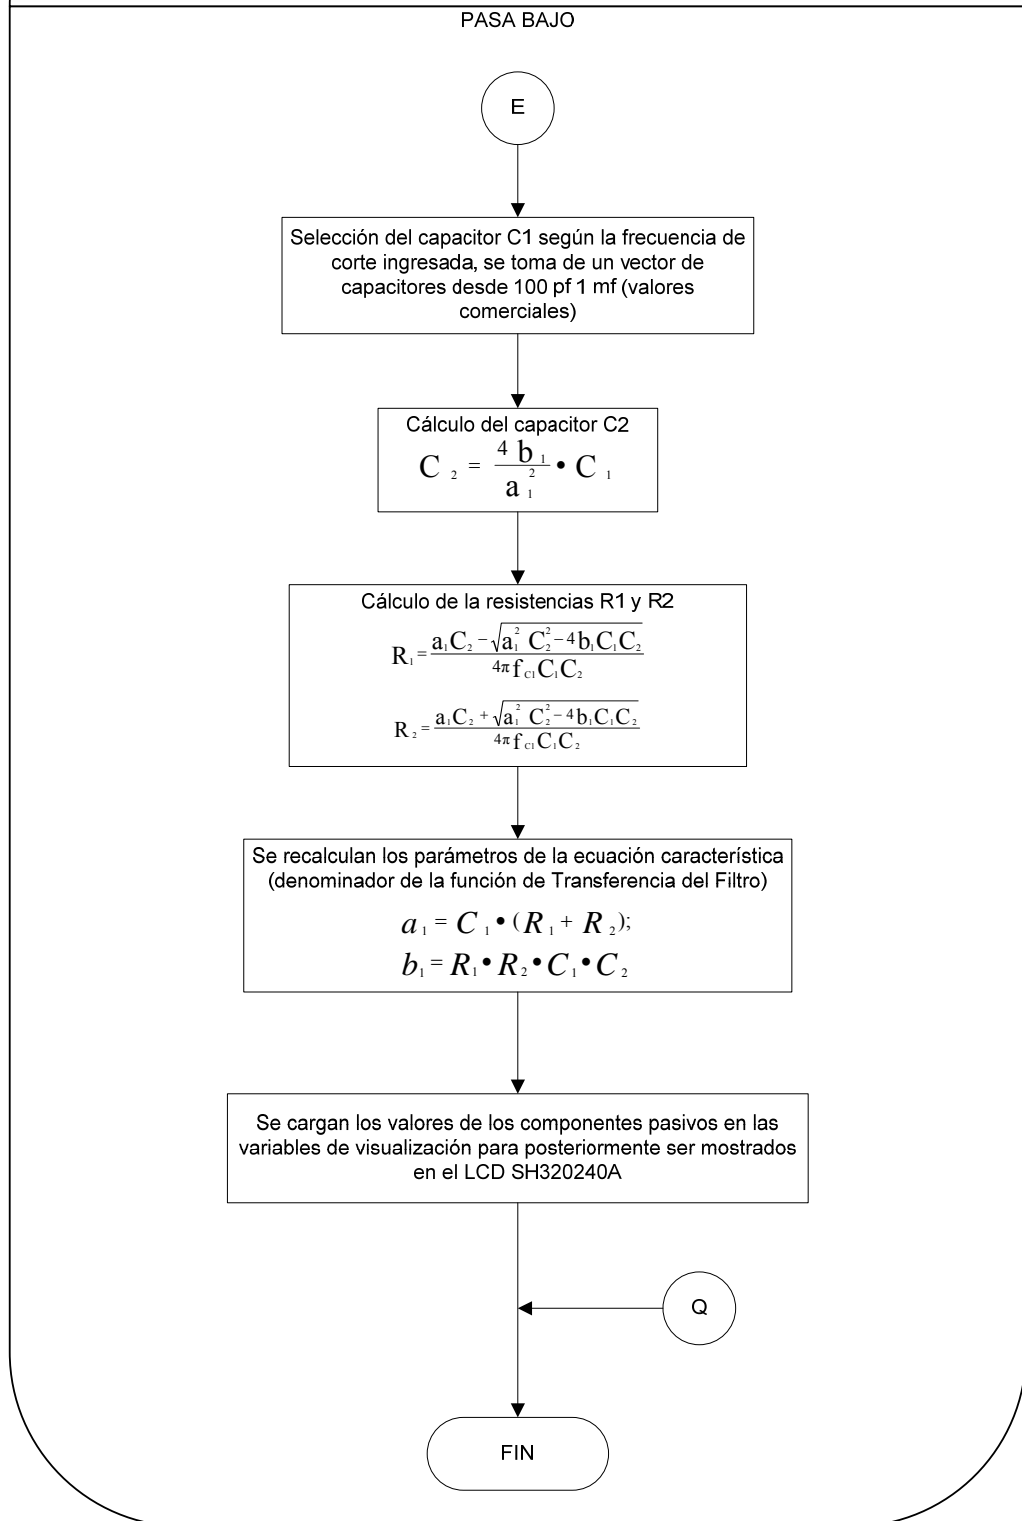 PASA BAJO
E
Selección del capacitor C1 según la frecuencia de
corte ingresada, se toma de un vector de
capacitores desde 100 pf 1 mf (valores
comerciales)
Cálculo del capacitor C2
C₂ = 4 b₁ / a₁² • C₁
Cálculo de la resistencias R1 y R2
R₁ = (a₁C₂ − √(a₁² C₂² − 4b₁C₁C₂)) / (4π f_C1 C₁C₂)
R₂ = (a₁C₂ + √(a₁² C₂² − 4b₁C₁C₂)) / (4π f_C1 C₁C₂)
Se recalculan los parámetros de la ecuación característica
(denominador de la función de Transferencia del Filtro)
a₁ = C₁ • (R₁ + R₂);
b₁ = R₁ • R₂ • C₁ • C₂
Se cargan los valores de los componentes pasivos en las
variables de visualización para posteriormente ser mostrados
en el LCD SH320240A
Q
FIN